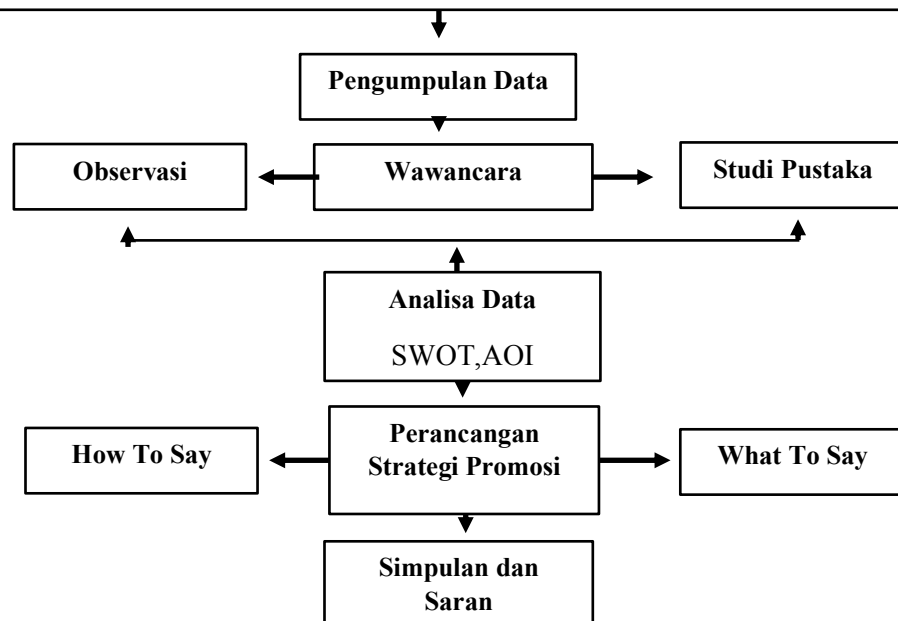 Pengumpulan Data
Observasi
Wawancara
Studi Pustaka
Analisa Data
SWOT,AOI
How To Say
Perancangan
Strategi Promosi
What To Say
Simpulan dan
Saran